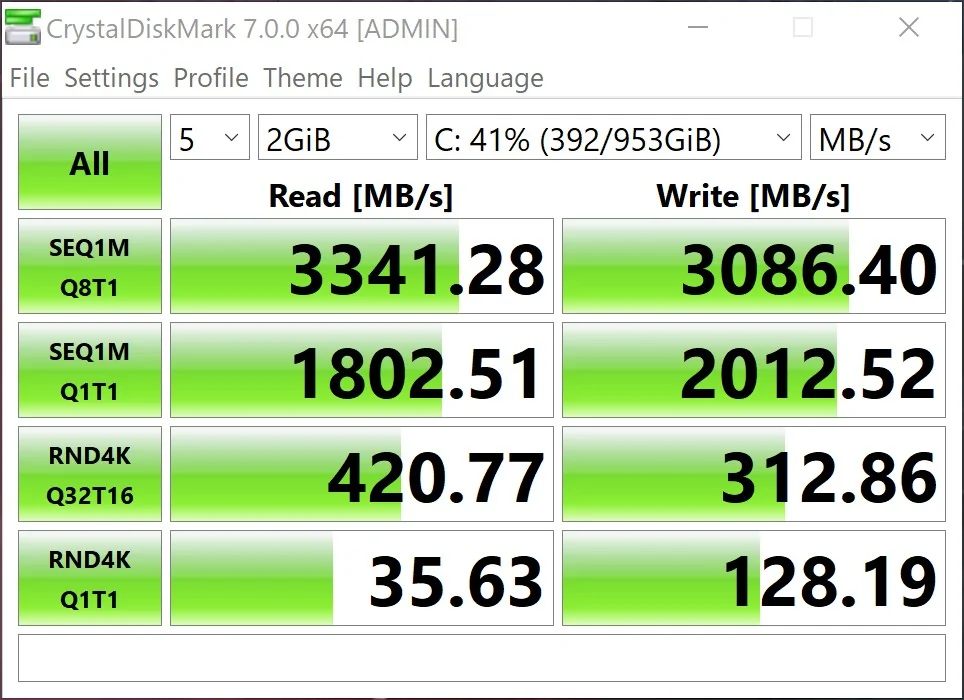 CrystalDiskMark 7.0.0 x64 [ADMIN]
File Settings Profile Theme Help Language
All 5 2GiB C: 41% (392/953GiB) MB/s
Read [MB/s] Write [MB/s]
SEQ1M
Q8T1
3341.28 3086.40
SEQ1M
Q1T1
1802.51 2012.52
RND4K
Q32T16
420.77 312.86
RND4K
Q1T1
35.63 128.19